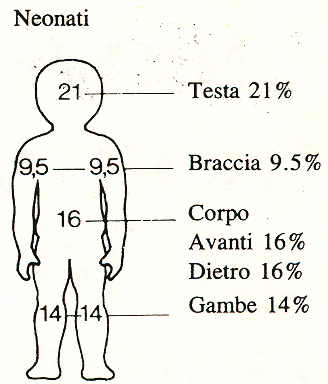 Neonati
21 Testa 21%
9,5 9,5 Braccia 9.5%
16 Corpo
Avanti 16%
Dietro 16%
14 14 Gambe 14%